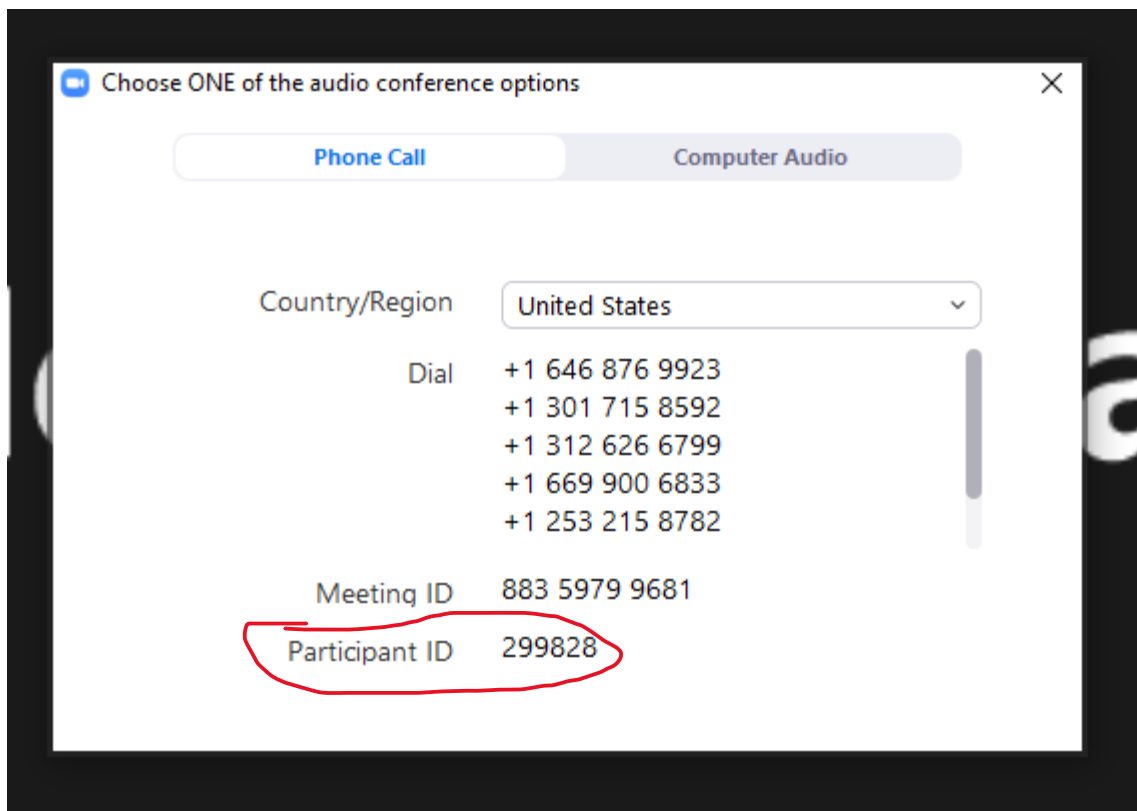 Choose ONE of the audio conference options
Phone Call Computer Audio
Country/Region United States
Dial +1 646 876 9923
+1 301 715 8592
+1 312 626 6799
+1 669 900 6833
+1 253 215 8782
Meeting ID 883 5979 9681
Participant ID 299828